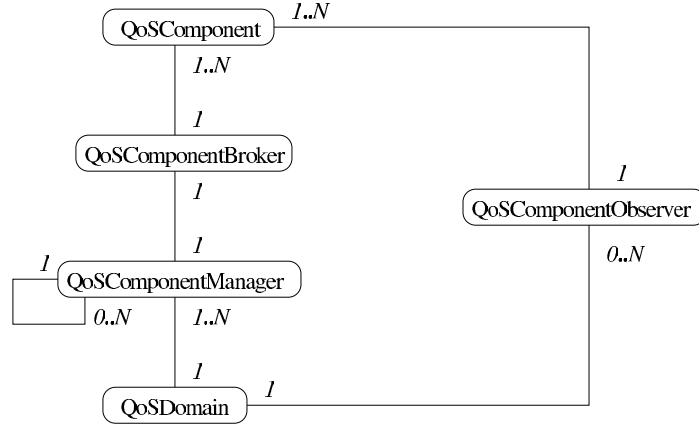 1..N
QoSComponent
1..N
1
QoSComponentBroker
1
1
QoSComponentObserver
1
0..N
1
QoSComponentManager
0..N
1..N
1
1
QoSDomain